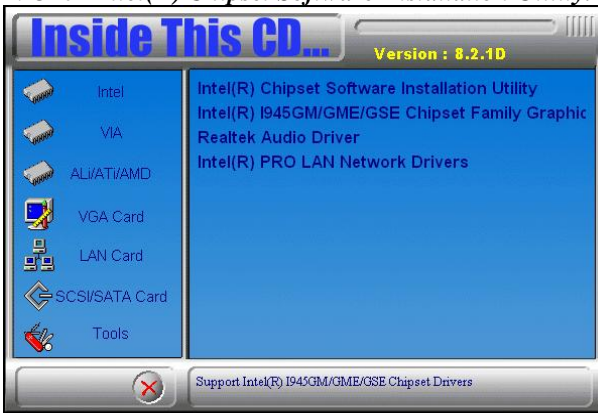 Inside This CD...
Version : 8.2.1D
Intel
VIA
ALi/ATi/AMD
VGA Card
LAN Card
SCSI/SATA Card
Tools
Intel(R) Chipset Software Installation Utility
Intel(R) I945GM/GME/GSE Chipset Family Graphic
Realtek Audio Driver
Intel(R) PRO LAN Network Drivers
Support Intel(R) I945GM/GME/GSE Chipset Drivers